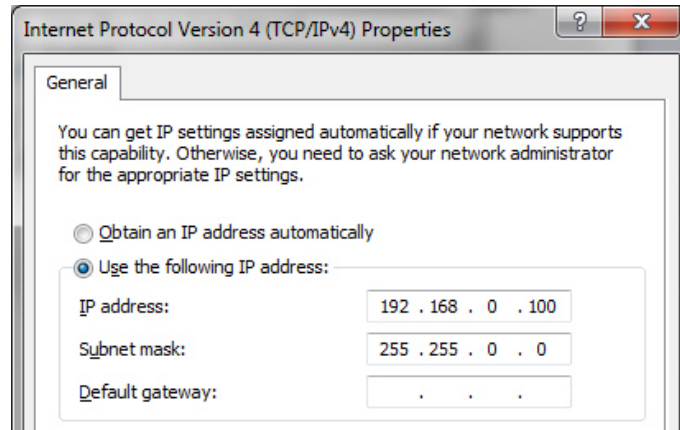 Internet Protocol Version 4 (TCP/IPv4) Properties
? X
General
You can get IP settings assigned automatically if your network supports
this capability. Otherwise, you need to ask your network administrator
for the appropriate IP settings.
Obtain an IP address automatically
Use the following IP address:
IP address: 192 . 168 . 0 . 100
Subnet mask: 255 . 255 . 0 . 0
Default gateway: . . .